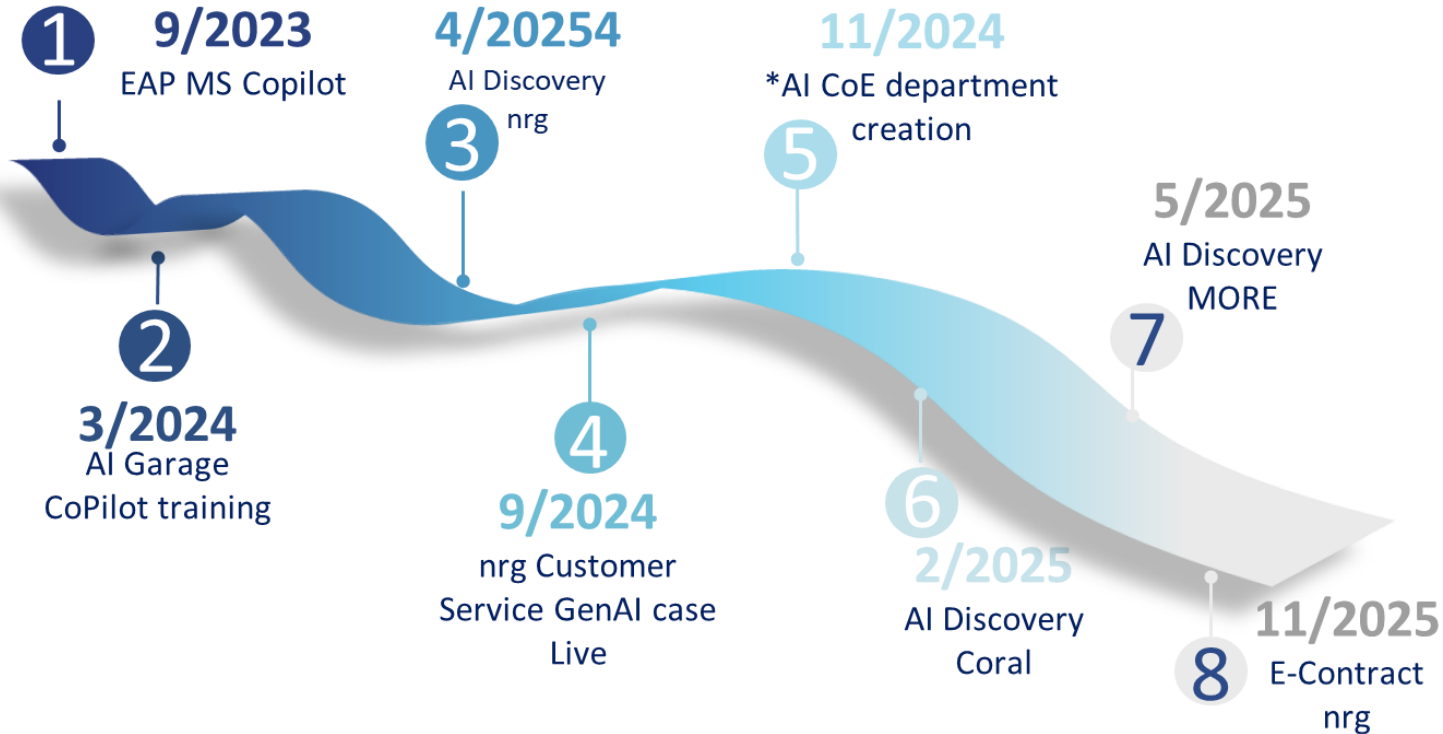 1
9/2023
EAP MS Copilot
2
3/2024
AI Garage
CoPilot training
3
4/20254
AI Discovery
nrg
4
9/2024
nrg Customer
Service GenAI case
Live
5
11/2024
*AI CoE department
creation
6
2/2025
AI Discovery
Coral
7
5/2025
AI Discovery
MORE
8
11/2025
E-Contract
nrg